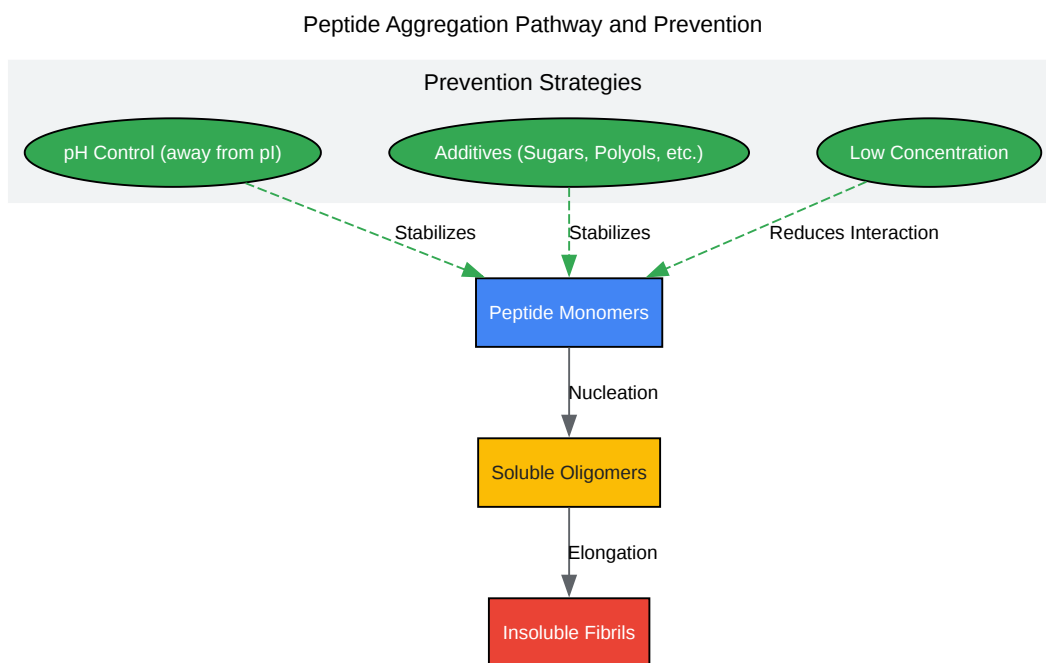 Peptide Aggregation Pathway and Prevention
Prevention Strategies
pH Control (away from pI)
Additives (Sugars, Polyols, etc.)
Low Concentration
Stabilizes
Stabilizes
Reduces Interaction
Peptide Monomers
Nucleation
Soluble Oligomers
Elongation
Insoluble Fibrils